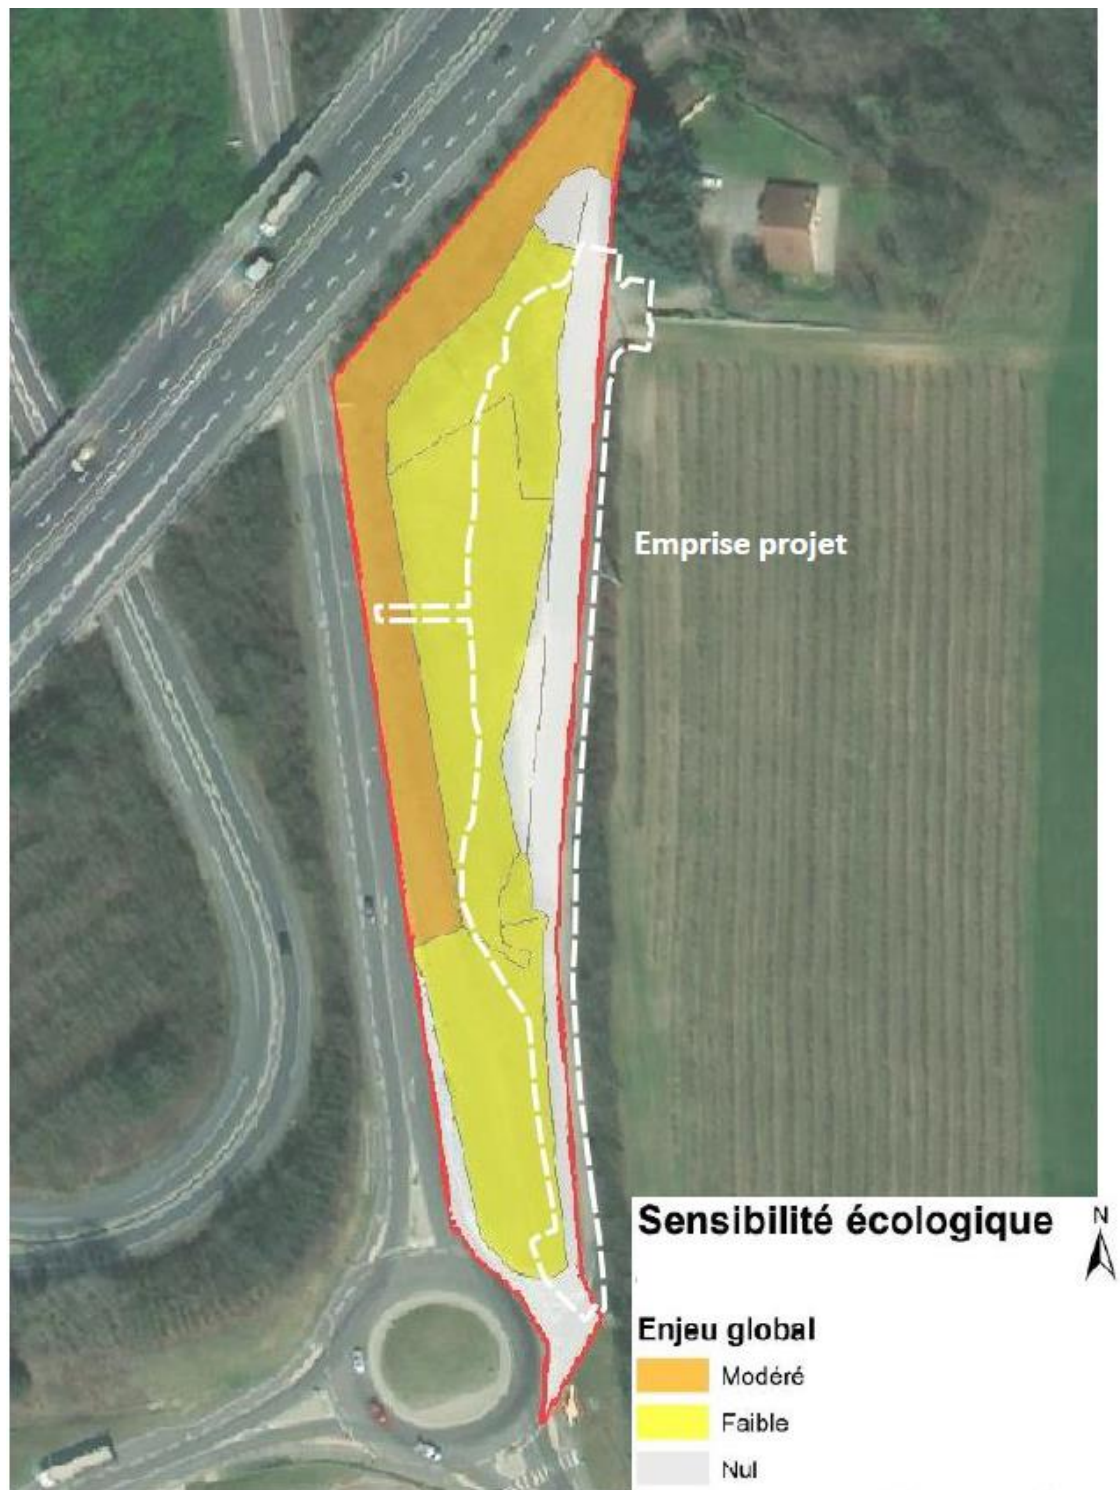 Emprise projet
Sensibilité écologique
N
Enjeu global
Modéré
Faible
Nul